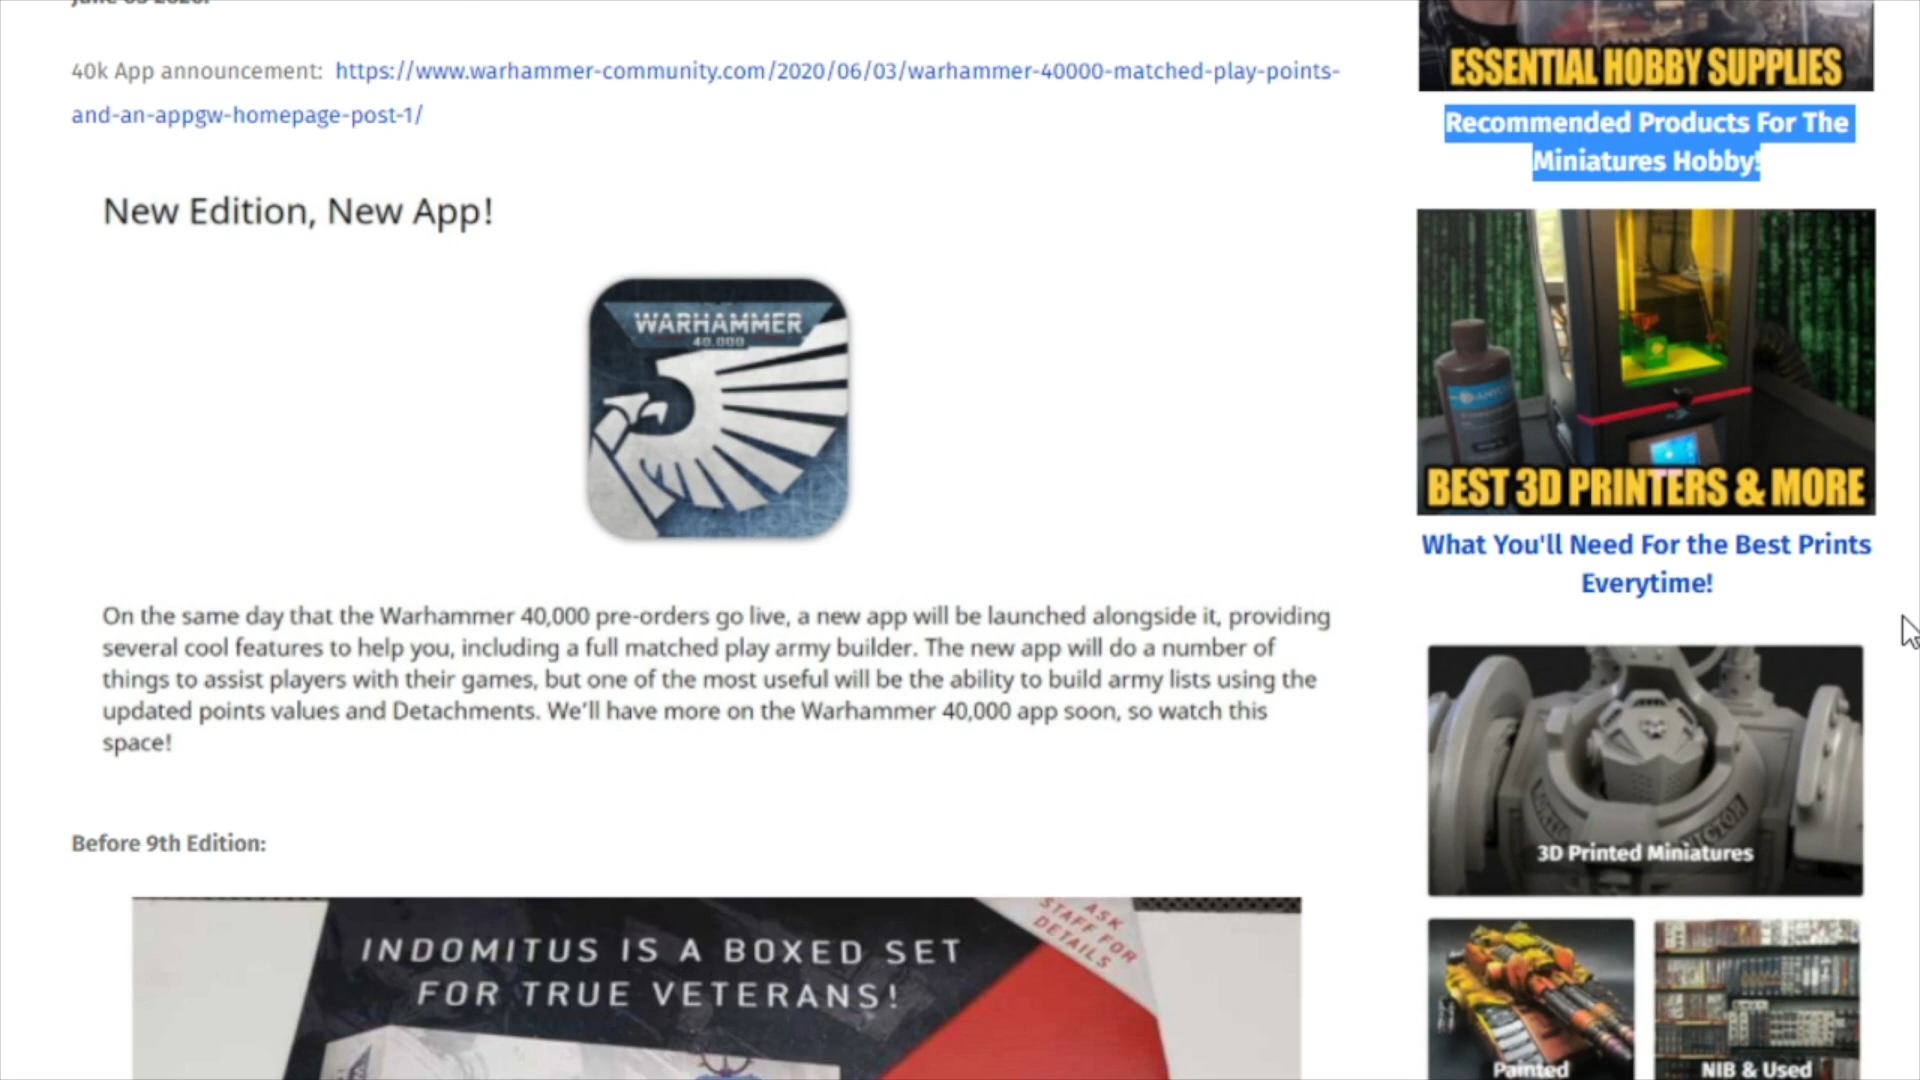 40k App announcement: https://www.warhammer-community.com/2020/06/03/warhammer-40000-matched-play-points-
and-an-appgw-homepage-post-1/
New Edition, New App!
WARHAMMER
40,000
On the same day that the Warhammer 40,000 pre-orders go live, a new app will be launched alongside it, providing
several cool features to help you, including a full matched play army builder. The new app will do a number of
things to assist players with their games, but one of the most useful will be the ability to build army lists using the
updated points values and Detachments. We'll have more on the Warhammer 40,000 app soon, so watch this
space!
Before 9th Edition:
INDOMITUS IS A BOXED SET
FOR TRUE VETERANS!
ASK
STAFF FOR
DETAILS
ESSENTIAL HOBBY SUPPLIES
Recommended Products For The
Miniatures Hobby!
BEST 3D PRINTERS & MORE
What You'll Need For the Best Prints
Everytime!
3D Printed Miniatures
Painted
NIB & Used